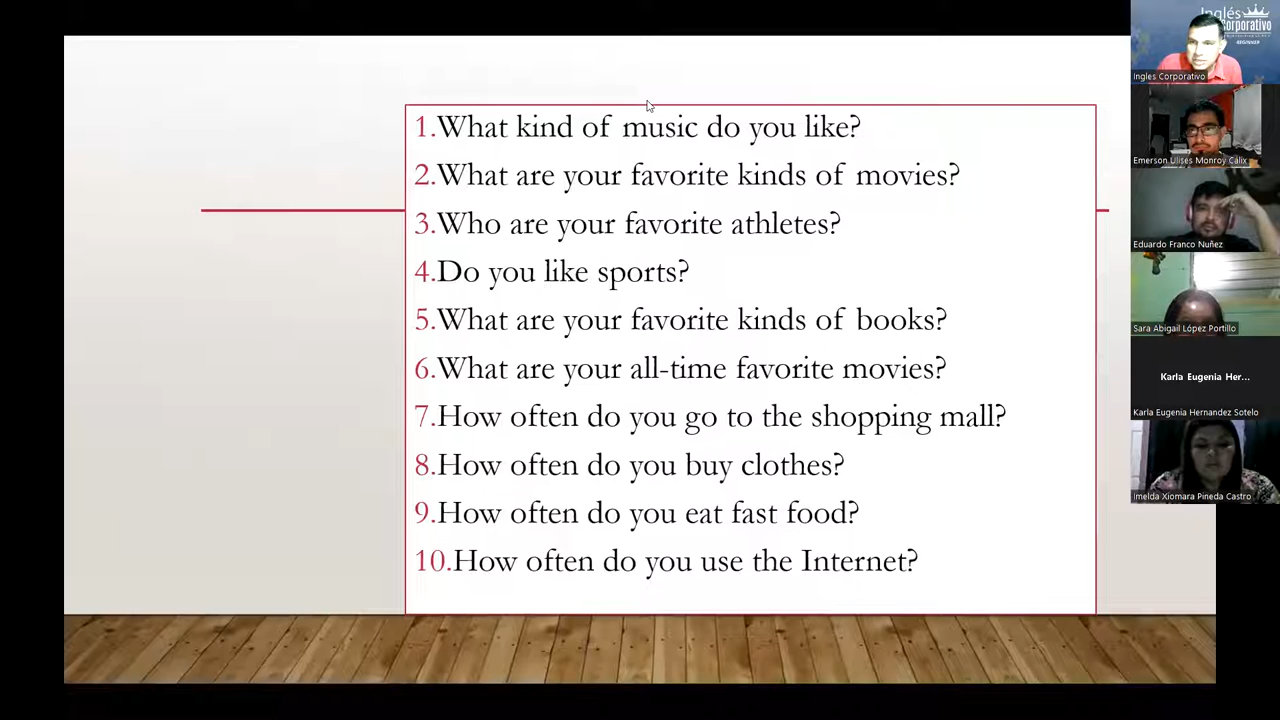 1.What kind of music do you like?
2.What are your favorite kinds of movies?
3.Who are your favorite athletes?
4.Do you like sports?
5.What are your favorite kinds of books?
6.What are your all-time favorite movies?
7.How often do you go to the shopping mall?
8.How often do you buy clothes?
9.How often do you eat fast food?
10.How often do you use the Internet?
Inglés
Corporativo
BEGINNER
Ingles Corporativo
Emerson Ulises Monroy Cálix
Eduardo Franco Nuñez
Sara Abigail López Portillo
Karla Eugenia Her...
Karla Eugenia Hernandez Sotelo
Imelda Xiomara Pineda Castro